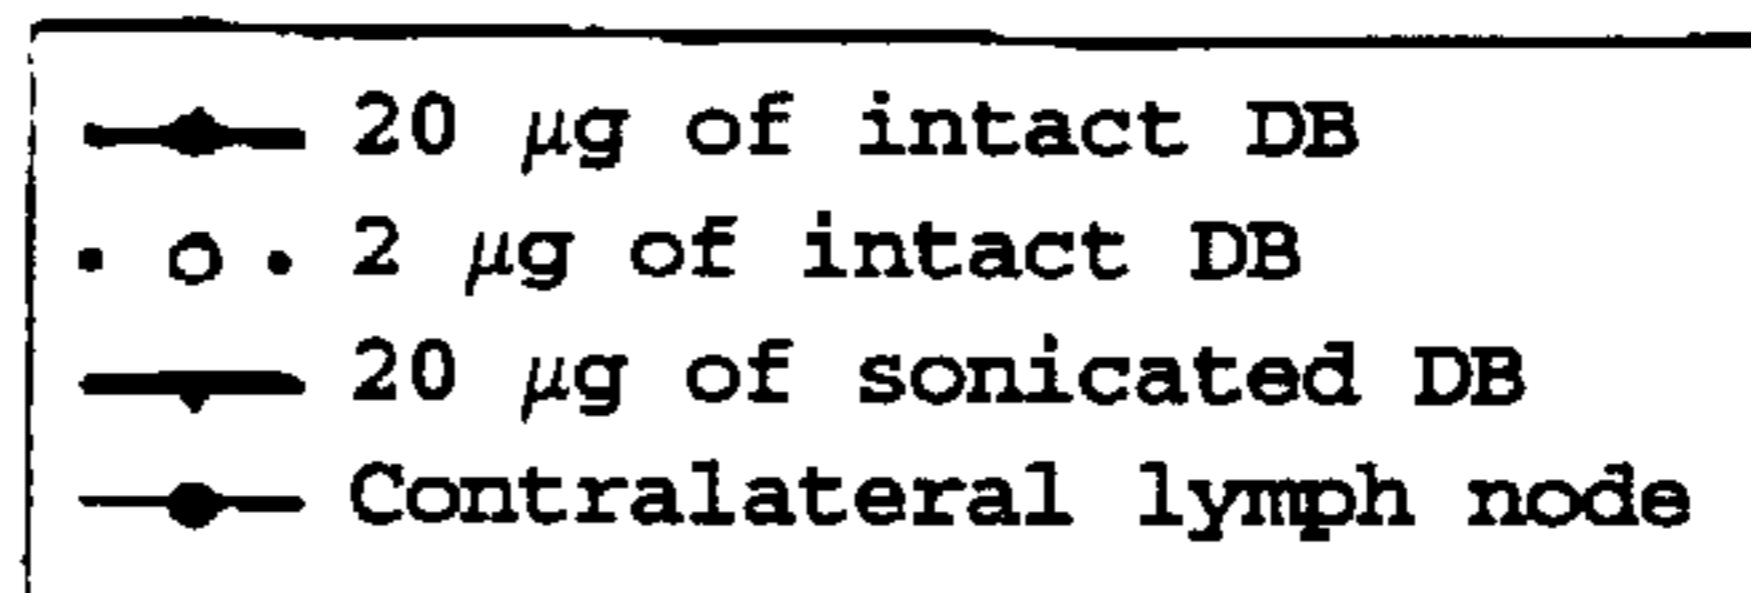 20 μg of intact DB
2 μg of intact DB
20 μg of sonicated DB
Contralateral lymph node